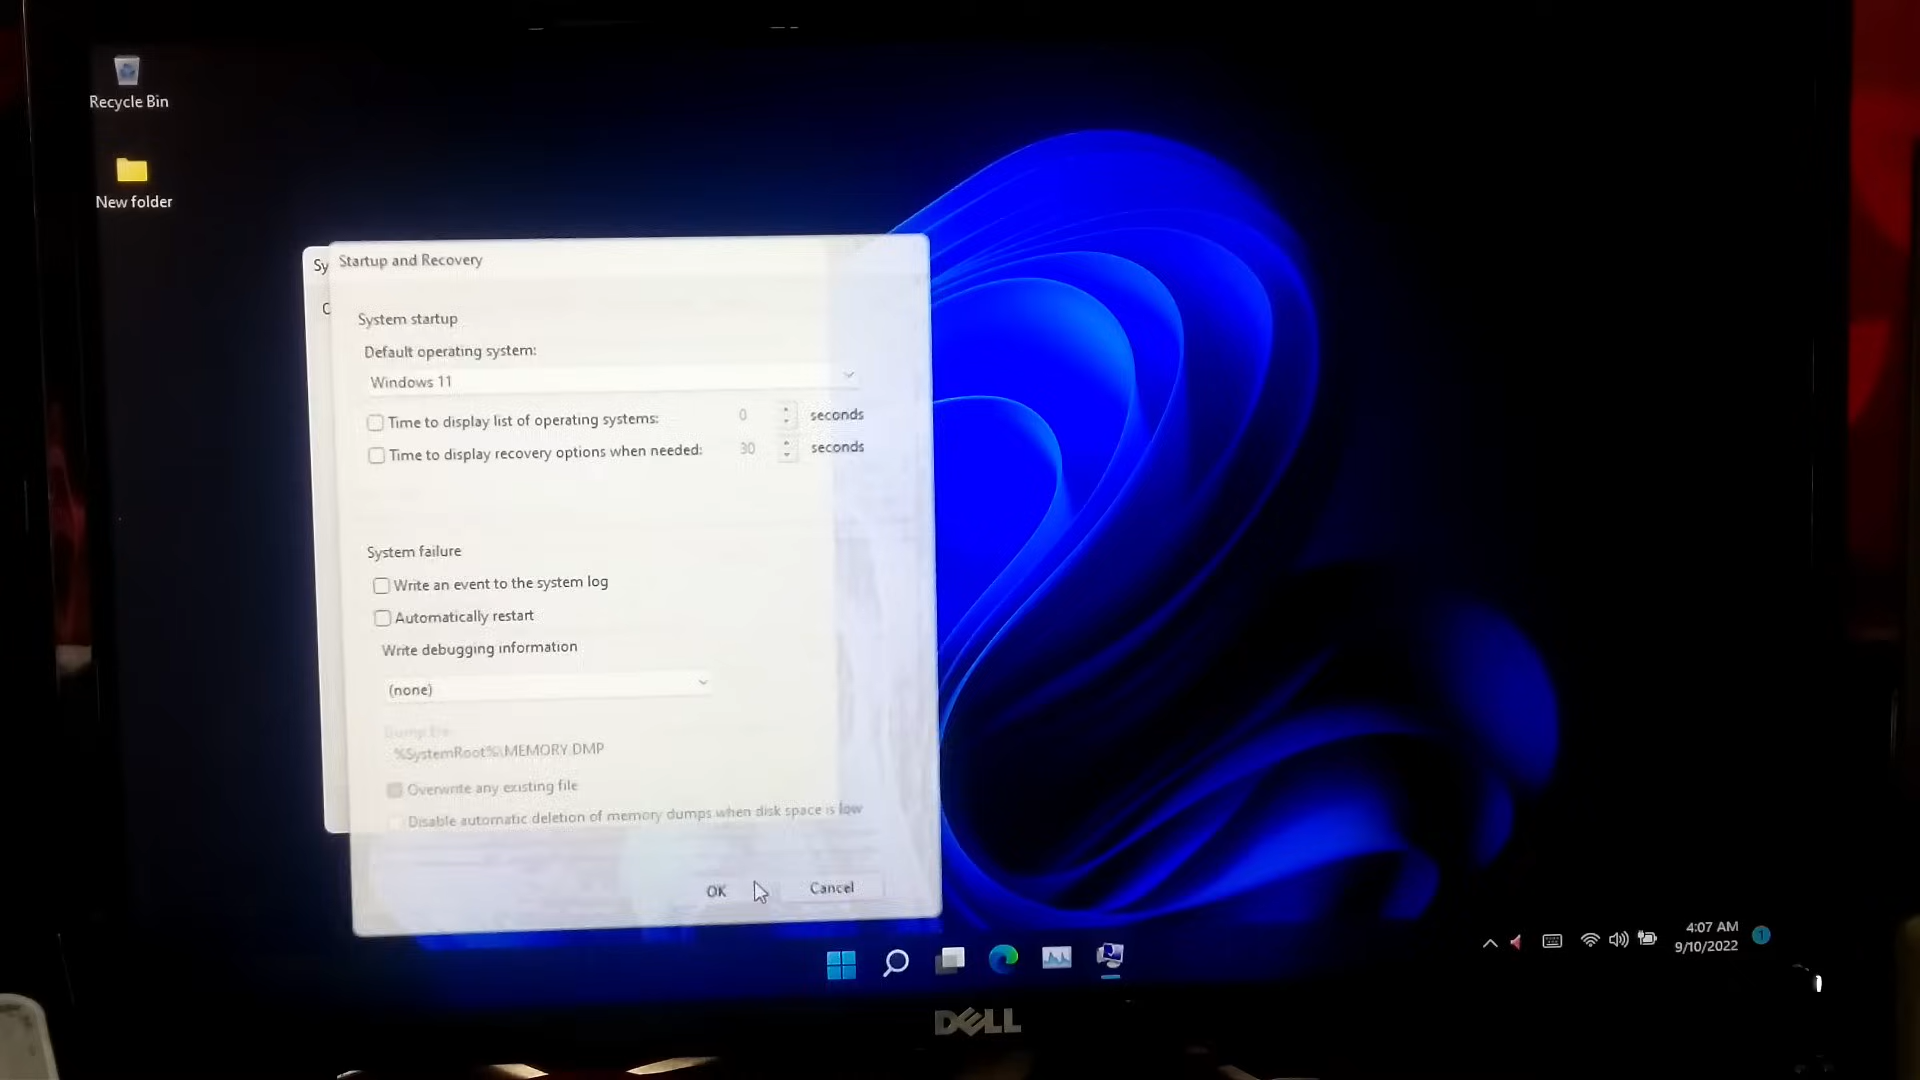 Recycle Bin
New folder
Sy
Startup and Recovery
System startup
Default operating system:
Windows 11
Time to display list of operating systems: 0 seconds
Time to display recovery options when needed: 30 seconds
System failure
Write an event to the system log
Automatically restart
Write debugging information
(none)
Dump file:
%SystemRoot%\MEMORY.DMP
Overwrite any existing file
Disable automatic deletion of memory dumps when disk space is low
OK Cancel
4:07 AM
9/10/2022
1
DELL